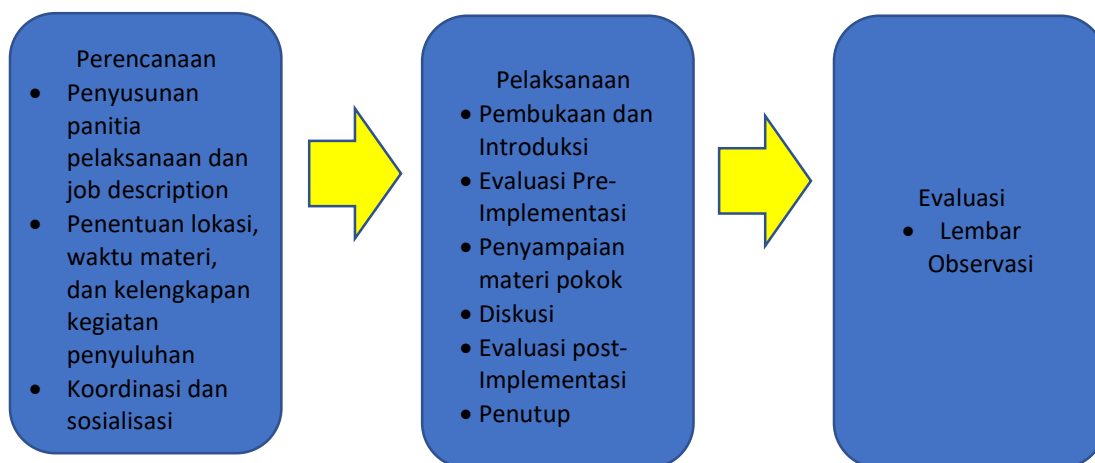 Perencanaan
• Penyusunan
panitia
pelaksanaan dan
job description
• Penentuan lokasi,
waktu materi,
dan kelengkapan
kegiatan
penyuluhan
• Koordinasi dan
sosialisasi
Pelaksanaan
• Pembukaan dan
Introduksi
• Evaluasi Pre-
Implementasi
• Penyampaian
materi pokok
• Diskusi
• Evaluasi post-
Implementasi
• Penutup
Evaluasi
• Lembar
Observasi